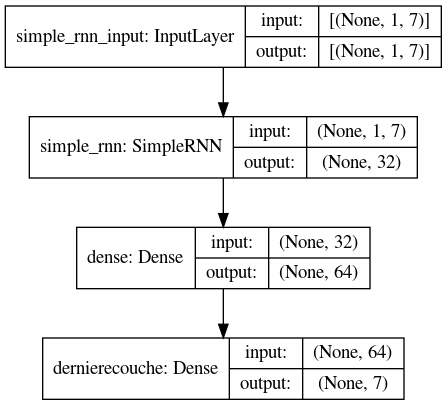 simple_rnn_input: InputLayer
input: [(None, 1, 7)]
output: [(None, 1, 7)]
simple_rnn: SimpleRNN
input: (None, 1, 7)
output: (None, 32)
dense: Dense
input: (None, 32)
output: (None, 64)
dernierecouche: Dense
input: (None, 64)
output: (None, 7)